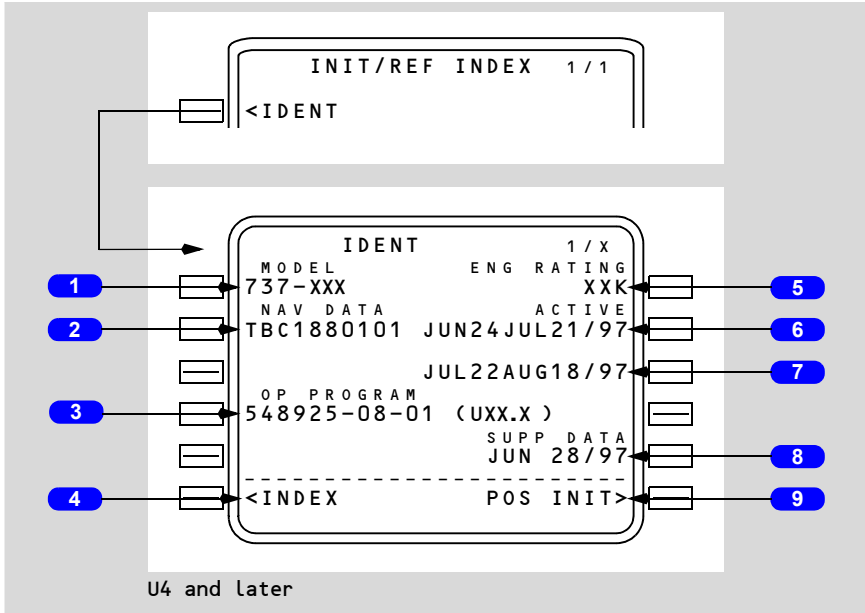 INIT/REF INDEX 1/1
<IDENT
IDENT 1/X
MODEL ENG RATING
1 737-XXX XXK 5
NAV DATA ACTIVE
2 TBC1880101 JUN24JUL21/97 6
JUL22AUG18/97 7
OP PROGRAM
3 548925-08-01 (UXX.X )
SUPP DATA
JUN 28/97 8
------------------------
4 <INDEX POS INIT> 9
U4 and later